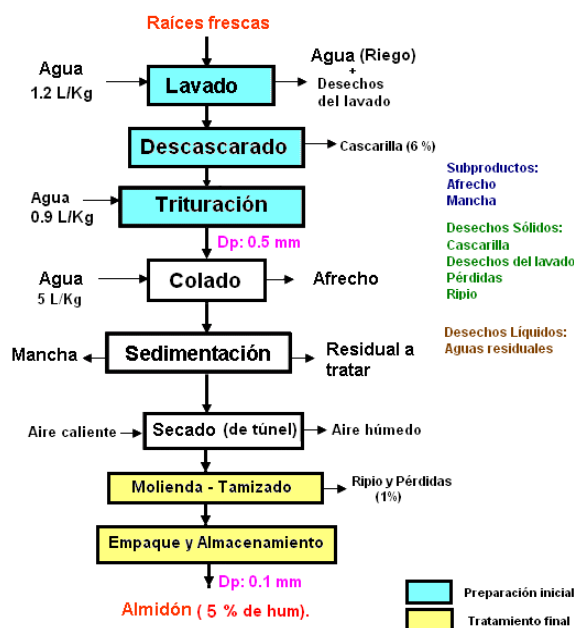 Raíces frescas
Agua
1.2 L/Kg
Lavado
Agua (Riego)
+
Desechos
del lavado
Descascarado
Cascarilla (6 %)
Agua
0.9 L/Kg
Trituración
Dp: 0.5 mm
Agua
5 L/Kg
Colado
Afrecho
Mancha
Sedimentación
Residual a
tratar
Aire caliente
Secado (de túnel)
Aire húmedo
Molienda - Tamizado
Ripio y Pérdidas
(1%)
Empaque y Almacenamiento
Dp: 0.1 mm
Almidón ( 5 % de hum).
Subproductos:
Afrecho
Mancha
Desechos Sólidos:
Cascarilla
Desechos del lavado
Pérdidas
Ripio
Desechos Líquidos:
Aguas residuales
Preparación inicial
Tratamiento final